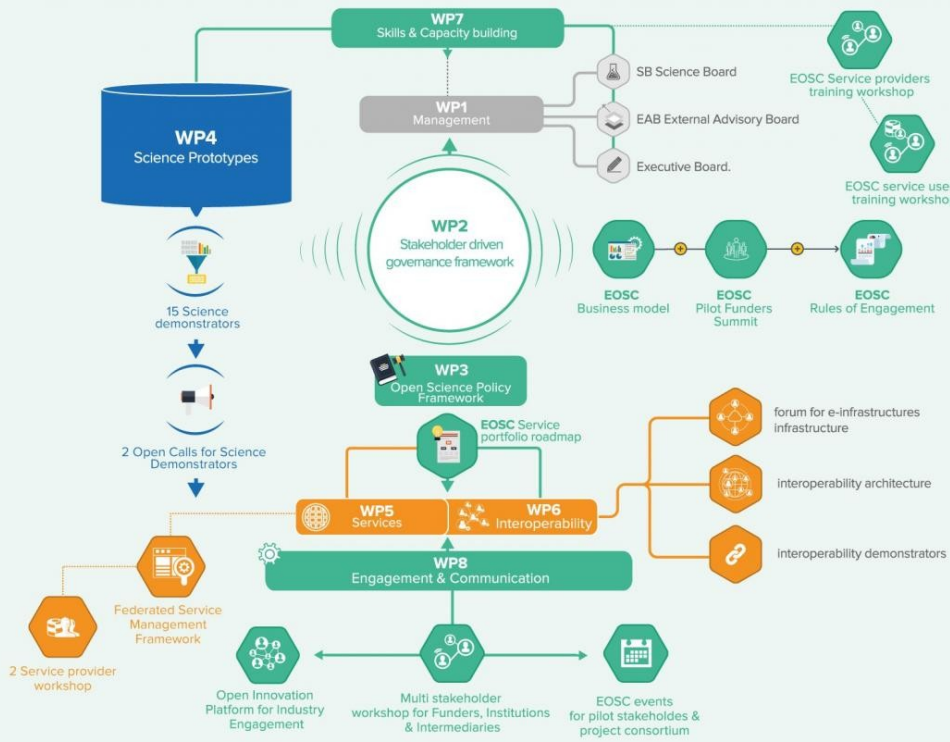 WP7
Skills & Capacity building
WP4
Science Prototypes
WP1
Management
SB Science Board
EAB External Advisory Board
Executive Board.
EOSC Service providers
training workshop
EOSC service use
training worksho
WP2
Stakeholder driven
governance framework
EOSC
Business model
EOSC
Pilot Funders
Summit
EOSC
Rules of Engagement
15 Science
demonstrators
WP3
Open Science Policy
Framework
EOSC Service
portfolio roadmap
2 Open Calls for Science
Demonstrators
forum for e-infrastructures
infrastructure
interoperability architecture
interoperability demonstrators
WP5
Services
WP6
Interoperability
WP8
Engagement & Communication
Federated Service
Management
Framework
2 Service provider
workshop
Open Innovation
Platform for Industry
Engagement
Multi stakeholder
workshop for Funders, Institutions
& Intermediaries
EOSC events
for pilot stakeholdes &
project consortium